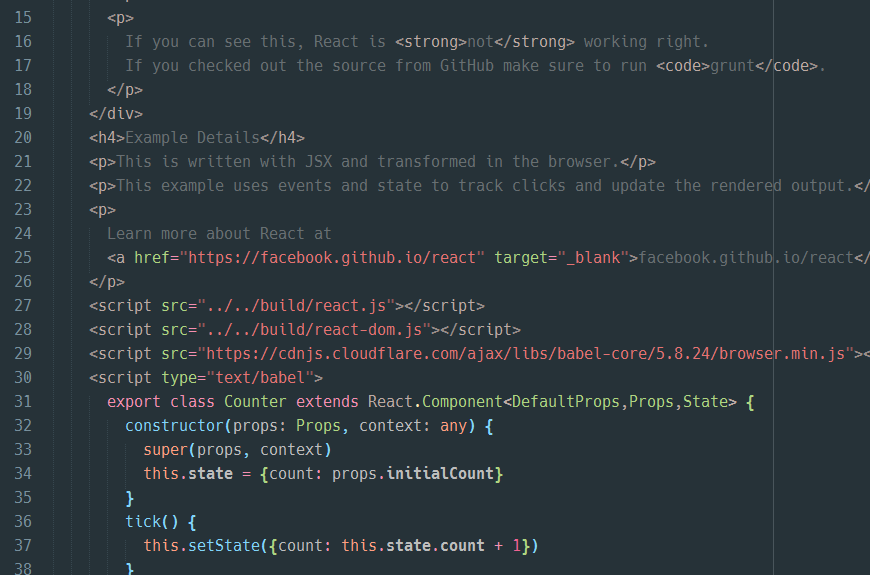 15 <p>
16 If you can see this, React is <strong>not</strong> working right.
17 If you checked out the source from GitHub make sure to run <code>grunt</code>.
18 </p>
19 </div>
20 <h4>Example Details</h4>
21 <p>This is written with JSX and transformed in the browser.</p>
22 <p>This example uses events and state to track clicks and update the rendered output.</
23 <p>
24 Learn more about React at
25 <a href="https://facebook.github.io/react" target="_blank">facebook.github.io/react</
26 </p>
27 <script src="../../build/react.js"></script>
28 <script src="../../build/react-dom.js"></script>
29 <script src="https://cdnjs.cloudflare.com/ajax/libs/babel-core/5.8.24/browser.min.js"><
30 <script type="text/babel">
31 export class Counter extends React.Component<DefaultProps,Props,State> {
32 constructor(props: Props, context: any) {
33 super(props, context)
34 this.state = {count: props.initialCount}
35 }
36 tick() {
37 this.setState({count: this.state.count + 1})
38 }